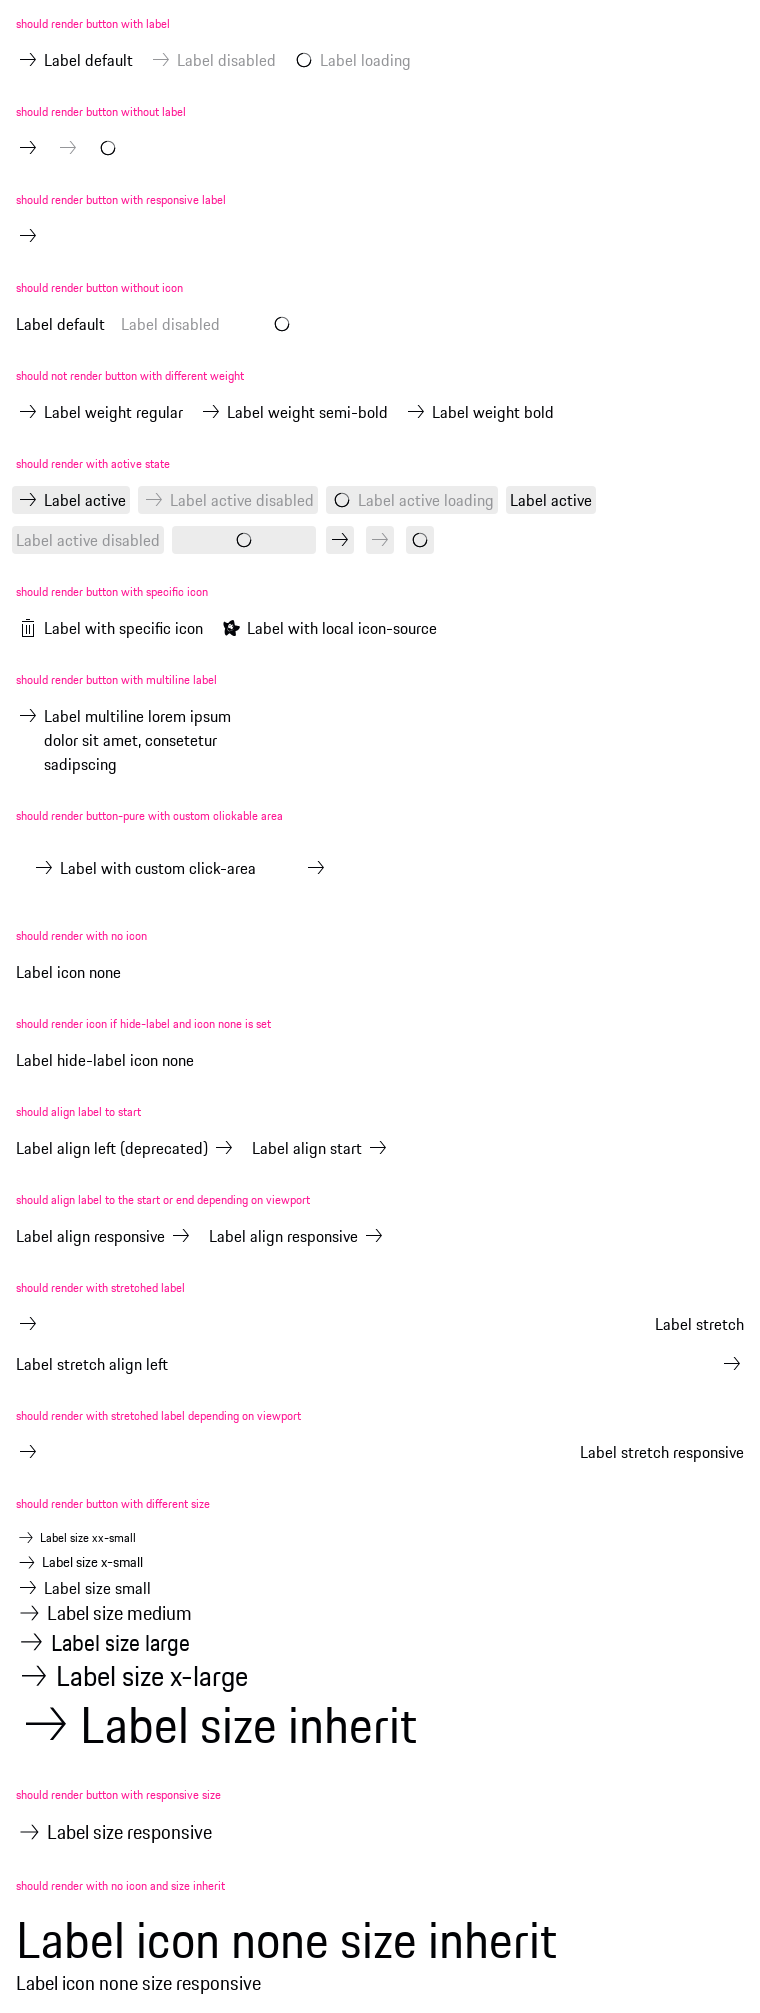 should render button with label
Label default Label disabled Label loading
should render button without label
should render button with responsive label
should render button without icon
Label default Label disabled
should not render button with different weight
Label weight regular Label weight semi-bold Label weight bold
should render with active state
Label active Label active disabled Label active loading Label active
Label active disabled
should render button with specific icon
Label with specific icon Label with local icon-source
should render button with multiline label
Label multiline lorem ipsum
dolor sit amet, consetetur
sadipscing
should render button-pure with custom clickable area
Label with custom click-area
should render with no icon
Label icon none
should render icon if hide-label and icon none is set
Label hide-label icon none
should align label to start
Label align left (deprecated) Label align start
should align label to the start or end depending on viewport
Label align responsive Label align responsive
should render with stretched label
Label stretch
Label stretch align left
should render with stretched label depending on viewport
Label stretch responsive
should render button with different size
Label size xx-small
Label size x-small
Label size small
Label size medium
Label size large
Label size x-large
Label size inherit
should render button with responsive size
Label size responsive
should render with no icon and size inherit
Label icon none size inherit
Label icon none size responsive